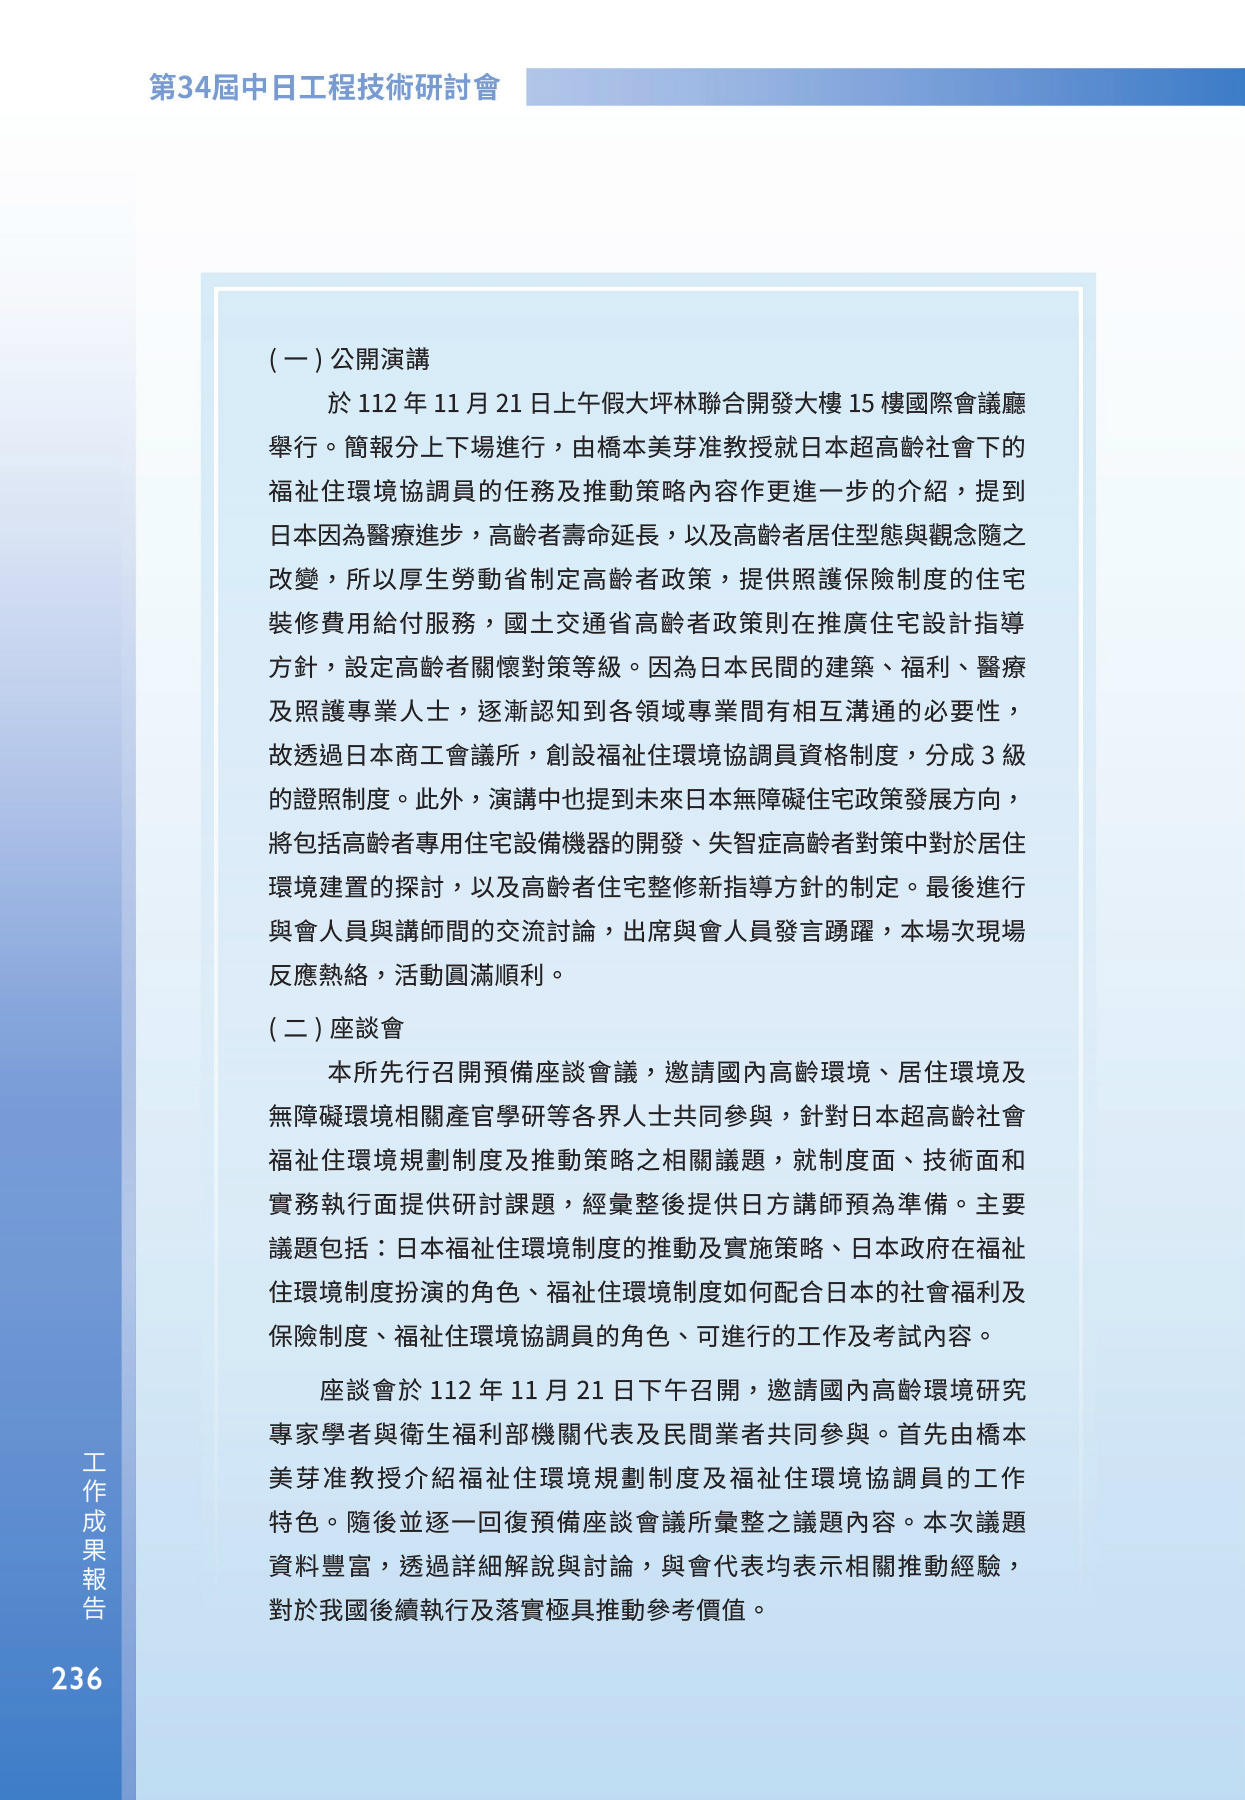 第34屆中日工程技術研討會
( 一 ) 公開演講
於 112 年 11 月 21 日上午假大坪林聯合開發大樓 15 樓國際會議廳
舉行。簡報分上下場進行，由橋本美芽准教授就日本超高齡社會下的
福祉住環境協調員的任務及推動策略內容作更進一步的介紹，提到
日本因為醫療進步，高齡者壽命延長，以及高齡者居住型態與觀念隨之
改變，所以厚生勞動省制定高齡者政策，提供照護保險制度的住宅
裝修費用給付服務，國土交通省高齡者政策則在推廣住宅設計指導
方針，設定高齡者關懷對策等級。因為日本民間的建築、福利、醫療
及照護專業人士，逐漸認知到各領域專業間有相互溝通的必要性，
故透過日本商工會議所，創設福祉住環境協調員資格制度，分成 3 級
的證照制度。此外，演講中也提到未來日本無障礙住宅政策發展方向，
將包括高齡者專用住宅設備機器的開發、失智症高齡者對策中對於居住
環境建置的探討，以及高齡者住宅整修新指導方針的制定。最後進行
與會人員與講師間的交流討論，出席與會人員發言踴躍，本場次現場
反應熱絡，活動圓滿順利。
( 二 ) 座談會
本所先行召開預備座談會議，邀請國內高齡環境、居住環境及
無障礙環境相關產官學研等各界人士共同參與，針對日本超高齡社會
福祉住環境規劃制度及推動策略之相關議題，就制度面、技術面和
實務執行面提供研討課題，經彙整後提供日方講師預為準備。主要
議題包括：日本福祉住環境制度的推動及實施策略、日本政府在福祉
住環境制度扮演的角色、福祉住環境制度如何配合日本的社會福利及
保險制度、福祉住環境協調員的角色、可進行的工作及考試內容。
座談會於 112 年 11 月 21 日下午召開，邀請國內高齡環境研究
專家學者與衛生福利部機關代表及民間業者共同參與。首先由橋本
美芽准教授介紹福祉住環境規劃制度及福祉住環境協調員的工作
特色。隨後並逐一回復預備座談會議所彙整之議題內容。本次議題
資料豐富，透過詳細解說與討論，與會代表均表示相關推動經驗，
對於我國後續執行及落實極具推動參考價值。
工作成果報告
236